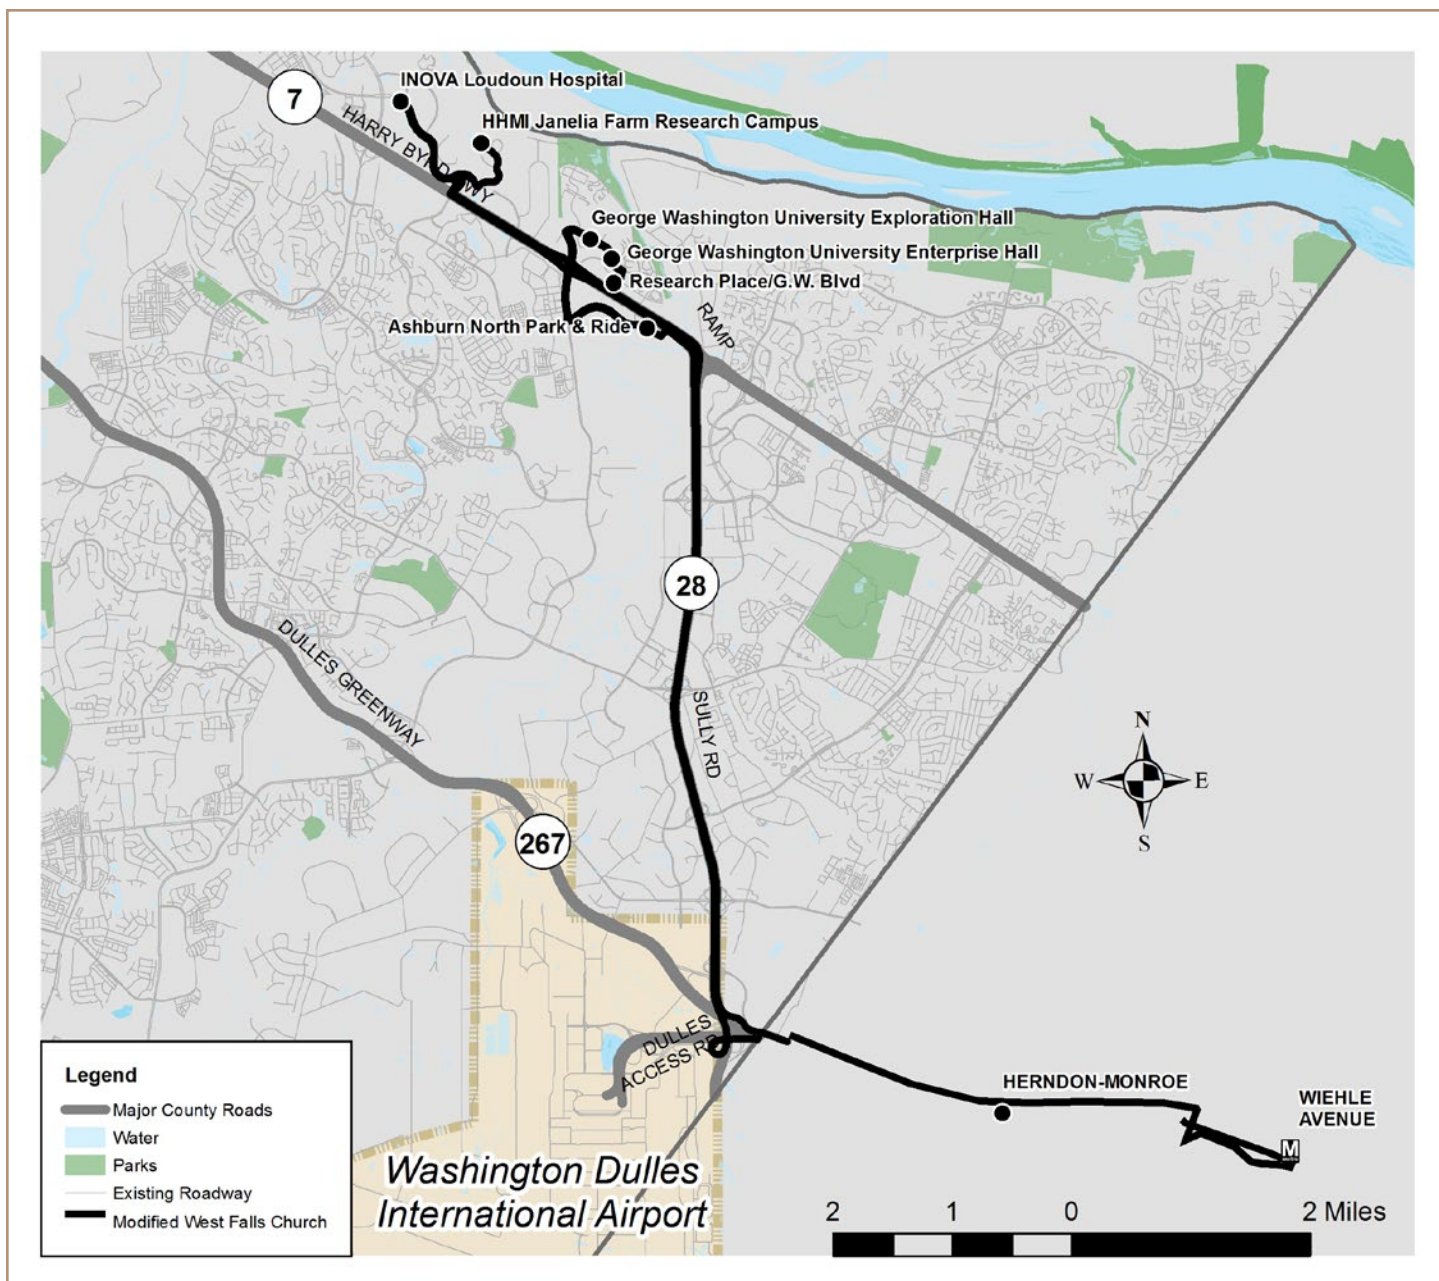 INOVA Loudoun Hospital
7
HHMI Janelia Farm Research Campus
HARRY BYRD HWY
George Washington University Exploration Hall
George Washington University Enterprise Hall
Research Place/G.W. Blvd
RAMP
Ashburn North Park & Ride
28
DULLES GREENWAY
SULLY RD
N
W
E
S
267
DULLES
ACCESS RD
HERNDON-MONROE
WIEHLE
AVENUE
M
Washington Dulles
International Airport
Legend
Major County Roads
Water
Parks
Existing Roadway
Modified West Falls Church
2 1 0 2 Miles